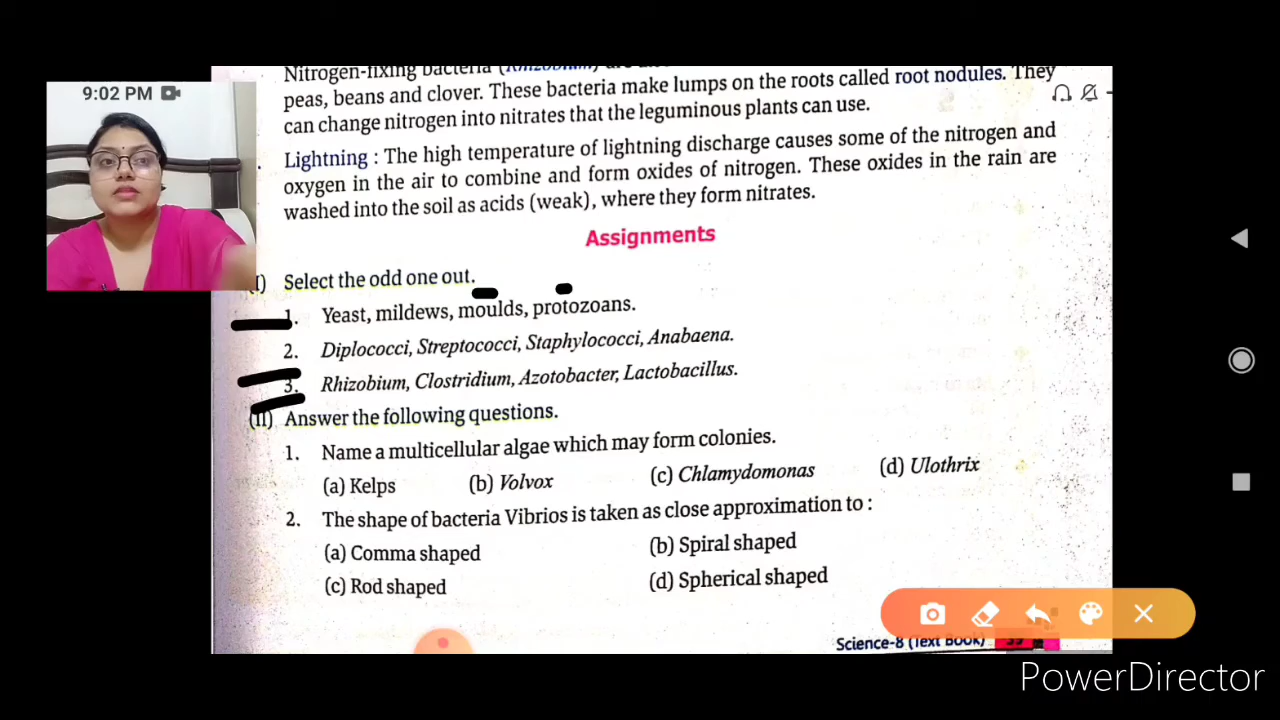 9:02 PM
Nitrogen-fixing bacteria (Rhizobium) are
peas, beans and clover. These bacteria make lumps on the roots called root nodules. They
can change nitrogen into nitrates that the leguminous plants can use.
Lightning : The high temperature of lightning discharge causes some of the nitrogen and
oxygen in the air to combine and form oxides of nitrogen. These oxides in the rain are
washed into the soil as acids (weak), where they form nitrates.
Assignments
(I) Select the odd one out.
1. Yeast, mildews, moulds, protozoans.
2. Diplococci, Streptococci, Staphylococci, Anabaena.
3. Rhizobium, Clostridium, Azotobacter, Lactobacillus.
(II) Answer the following questions.
1. Name a multicellular algae which may form colonies.
(a) Kelps (b) Volvox (c) Chlamydomonas (d) Ulothrix
2. The shape of bacteria Vibrios is taken as close approximation to :
(a) Comma shaped (b) Spiral shaped
(c) Rod shaped (d) Spherical shaped
Science-8 (Text Book)
PowerDirector